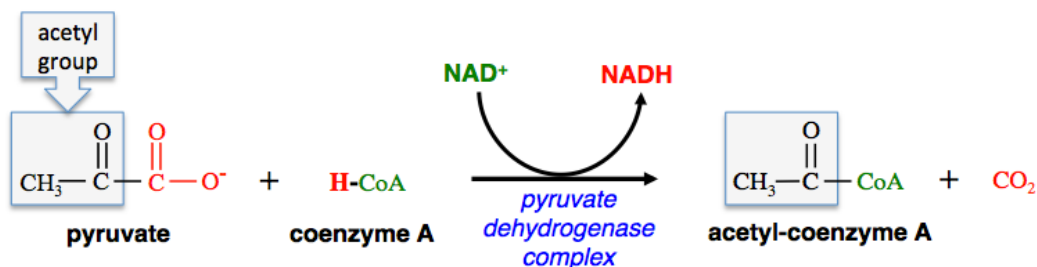 acetyl
group
NAD⁺ NADH
O O O
CH₃—C—C—O⁻ + H-CoA CH₃—C—CoA + CO₂
pyruvate coenzyme A pyruvate dehydrogenase complex acetyl-coenzyme A